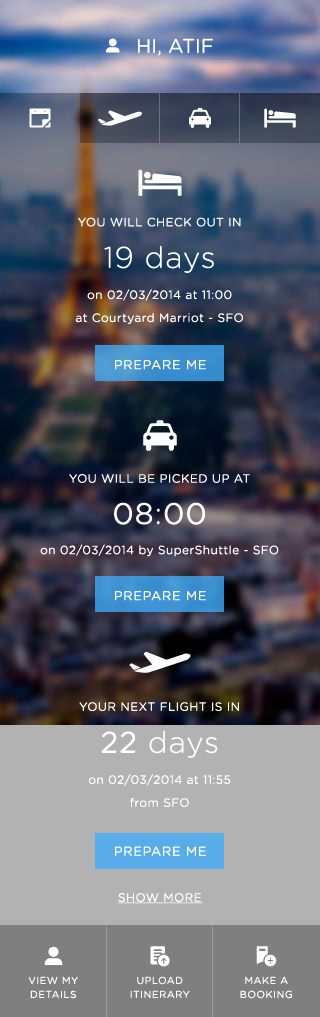 HI, ATIF
YOU WILL CHECK OUT IN
19 days
on 02/03/2014 at 11:00
at Courtyard Marriot - SFO
PREPARE ME
YOU WILL BE PICKED UP AT
08:00
on 02/03/2014 by SuperShuttle - SFO
PREPARE ME
YOUR NEXT FLIGHT IS IN
22 days
on 02/03/2014 at 11:55
from SFO
PREPARE ME
SHOW MORE
VIEW MY
DETAILS
UPLOAD
ITINERARY
MAKE A
BOOKING